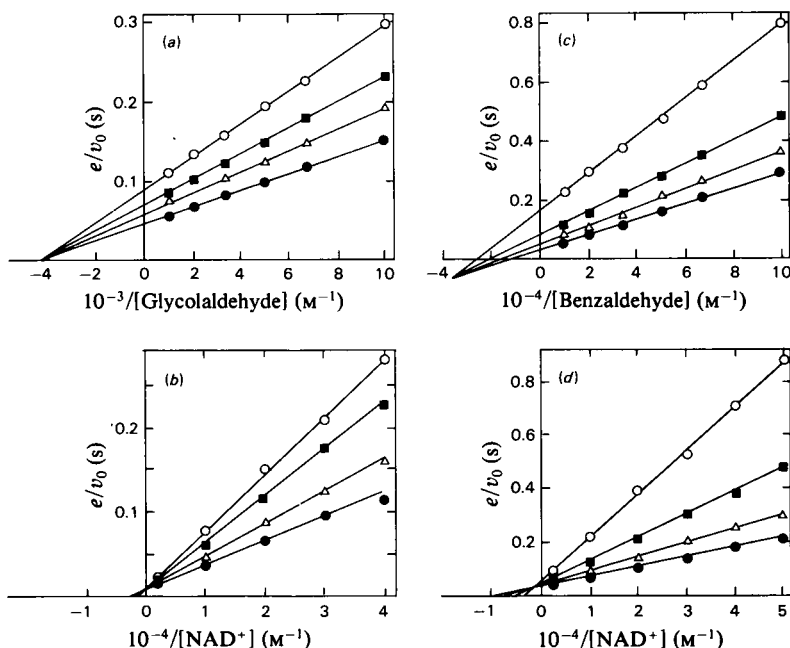 (a)
e/v₀ (s)
0.3
0.2
0.1
−4 −2 0 2 4 6 8 10
10⁻³/[Glycolaldehyde] (M⁻¹)
(c)
e/v₀ (s)
0.8
0.6
0.4
0.2
−4 −2 0 2 4 6 8 10
10⁻⁴/[Benzaldehyde] (M⁻¹)
(b)
e/v₀ (s)
0.2
0.1
−1 0 1 2 3 4
10⁻⁴/[NAD⁺] (M⁻¹)
(d)
e/v₀ (s)
0.8
0.6
0.4
0.2
−1 0 1 2 3 4 5
10⁻⁴/[NAD⁺] (M⁻¹)